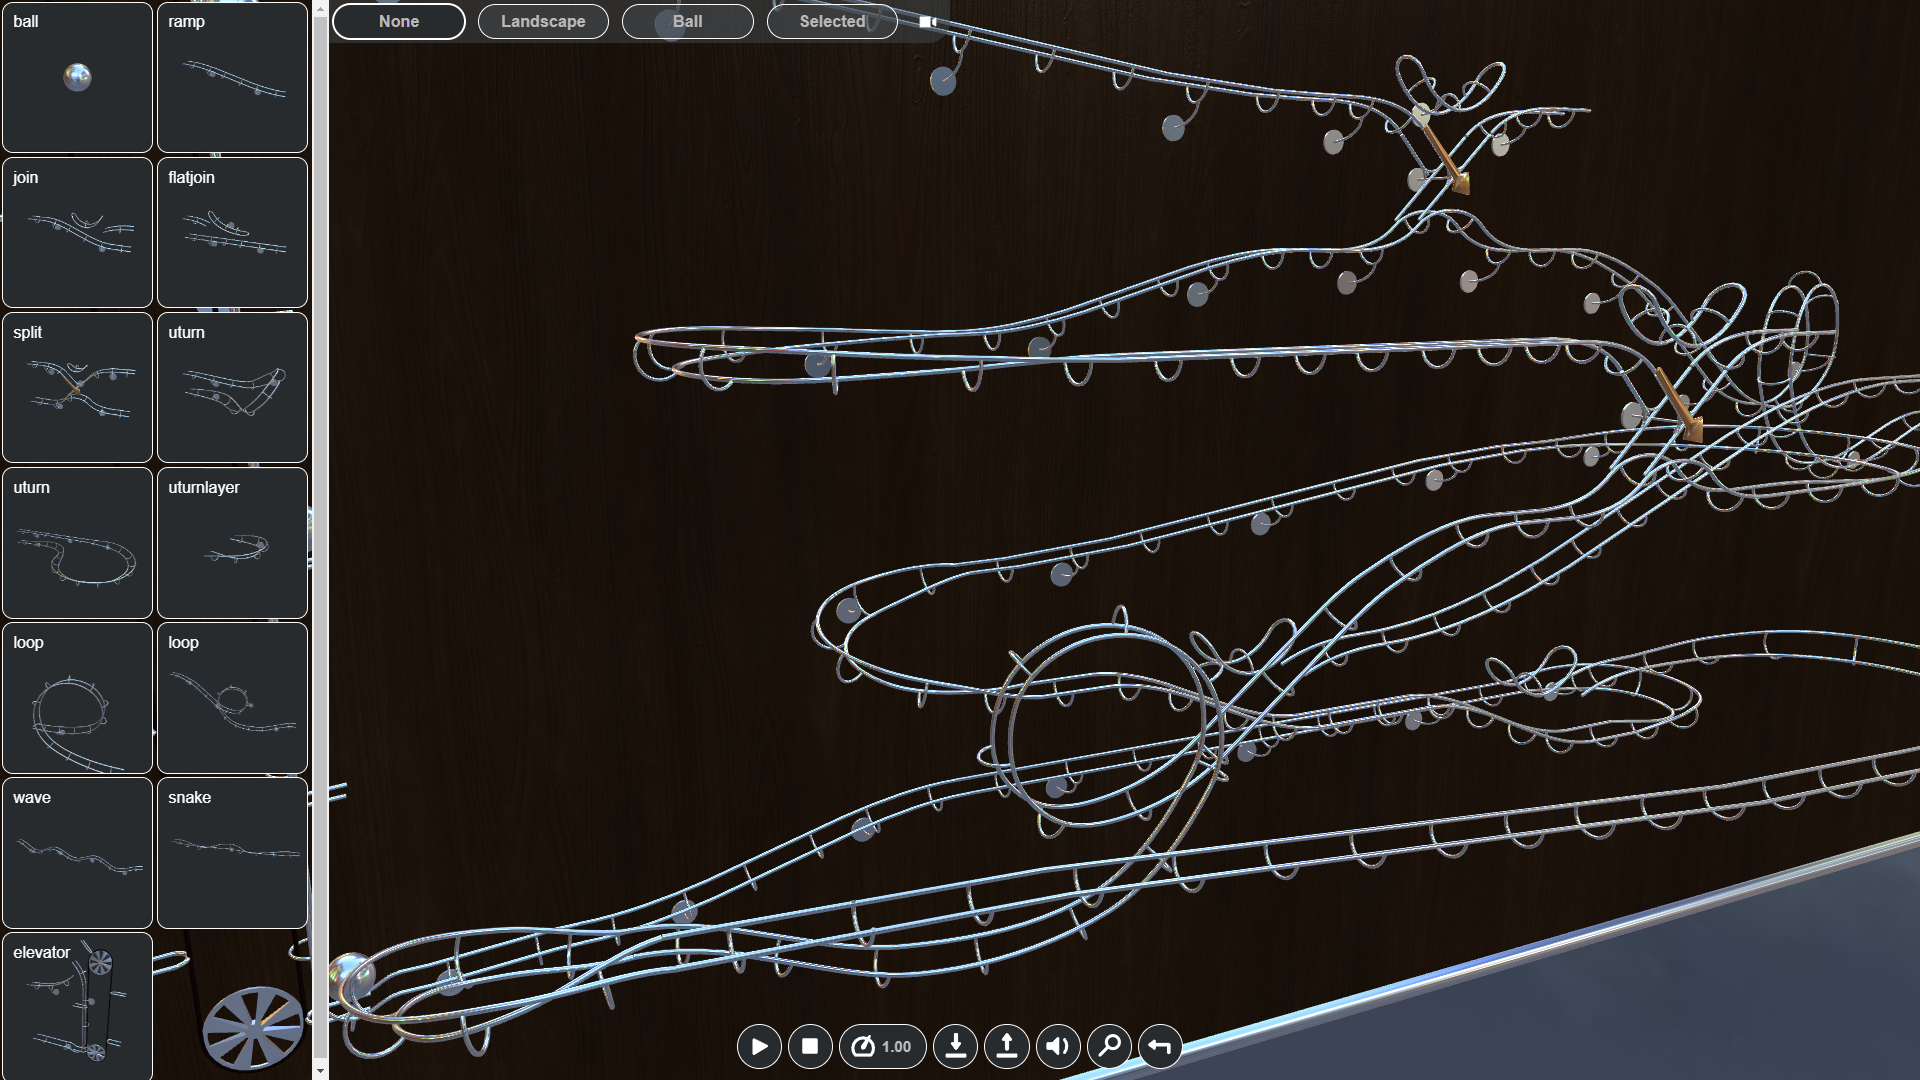 None Landscape Ball Selected
ball ramp
join flatjoin
split uturn
uturn uturnlayer
loop loop
wave snake
elevator
1.00